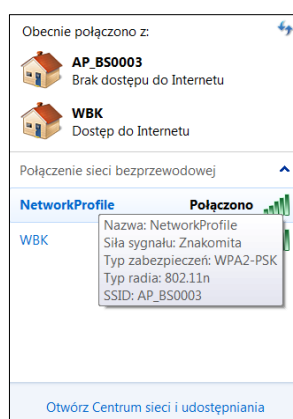 Obecnie połączono z:
AP_BS0003
Brak dostępu do Internetu
WBK
Dostęp do Internetu
Połączenie sieci bezprzewodowej
NetworkProfile Połączono
WBK
Nazwa: NetworkProfile
Siła sygnału: Znakomita
Typ zabezpieczeń: WPA2-PSK
Typ radia: 802.11n
SSID: AP_BS0003
Otwórz Centrum sieci i udostępniania